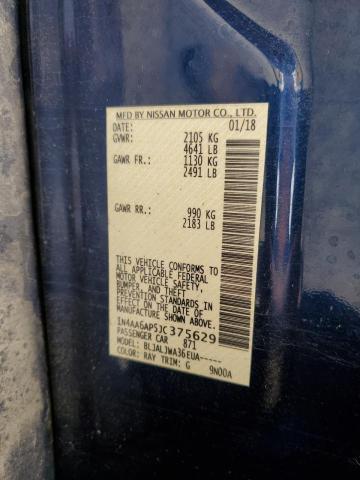 MFD BY NISSAN MOTOR CO., LTD.
DATE: 01/18
GVWR: 2105 KG
4641 LB
GAWR FR.: 1130 KG
2491 LB
GAWR RR.: 990 KG
2183 LB
THIS VEHICLE CONFORMS TO
ALL APPLICABLE FEDERAL
MOTOR VEHICLE SAFETY,
BUMPER, AND THEFT
PREVENTION STANDARDS
IN EFFECT ON THE DATE OF
MANUFACTURE SHOWN ABOVE.
1N4AA6AP5JC375629
PASSENGER CAR 871
MODEL: BLJALJWA36EUA-----
COLOR: RAY TRIM: G 9N00A